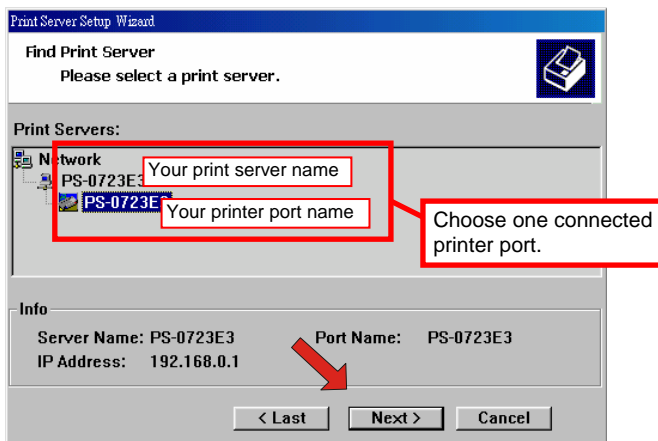 Print Server Setup Wizard
Find Print Server
Please select a print server.
Print Servers:
Network
PS-0723E3
Your print server name
PS-0723E
Your printer port name
Choose one connected
printer port.
Info
Server Name: PS-0723E3 Port Name: PS-0723E3
IP Address: 192.168.0.1
< Last Next > Cancel